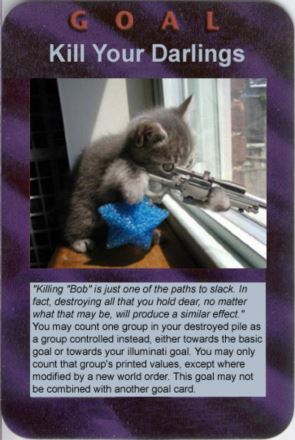 GOAL
Kill Your Darlings
"Killing "Bob" is just one of the paths to slack. In
fact, destroying all that you hold dear, no matter
what that may be, will produce a similar effect."
You may count one group in your destroyed pile as
a group controlled instead, either towards the basic
goal or towards your illuminati goal. You may only
count that group's printed values, except where
modified by a new world order. This goal may not
be combined with another goal card.